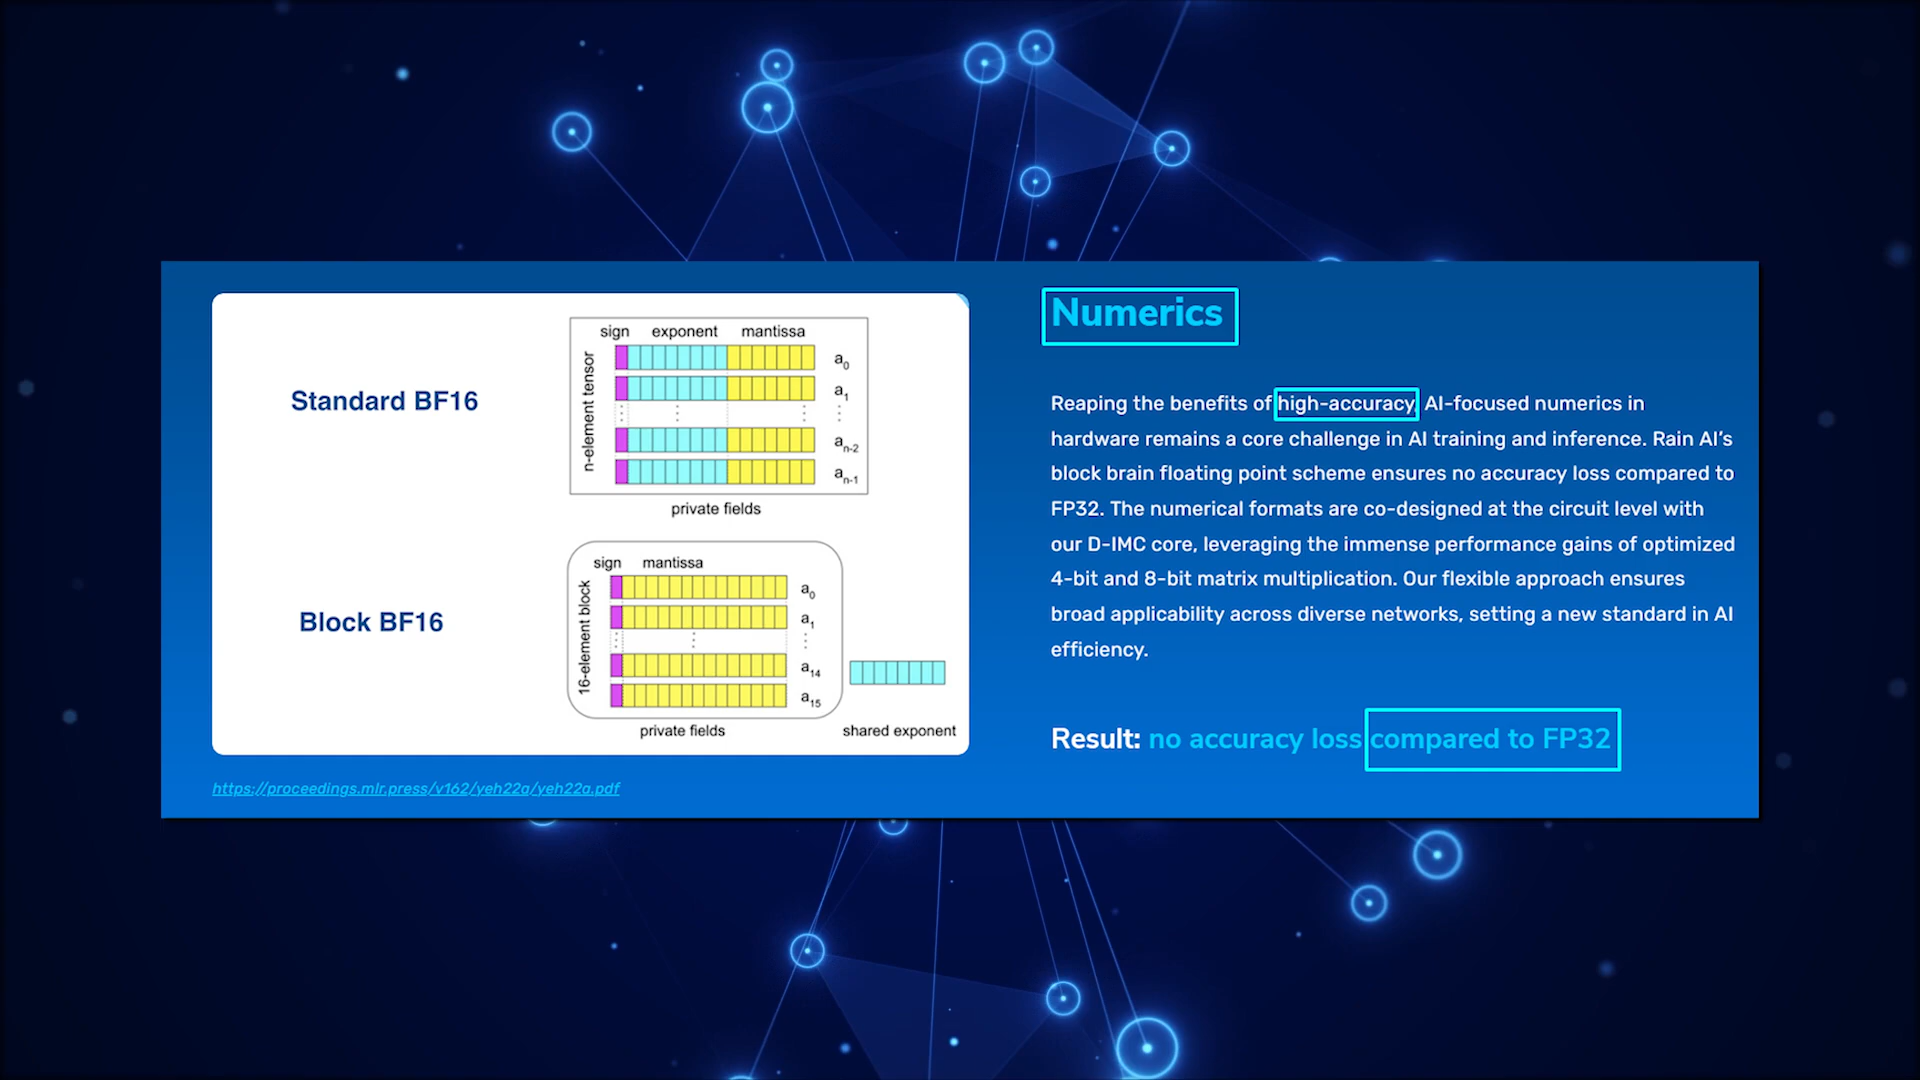 Standard BF16
sign exponent mantissa
n-element tensor
a0
a1
an-2
an-1
private fields
Block BF16
sign mantissa
16-element block
a0
a1
a14
a15
private fields
shared exponent
https://proceedings.mlr.press/v162/yeh22a/yeh22a.pdf
Numerics
Reaping the benefits of high-accuracy, AI-focused numerics in
hardware remains a core challenge in AI training and inference. Rain AI's
block brain floating point scheme ensures no accuracy loss compared to
FP32. The numerical formats are co-designed at the circuit level with
our D-IMC core, leveraging the immense performance gains of optimized
4-bit and 8-bit matrix multiplication. Our flexible approach ensures
broad applicability across diverse networks, setting a new standard in AI
efficiency.
Result: no accuracy loss compared to FP32